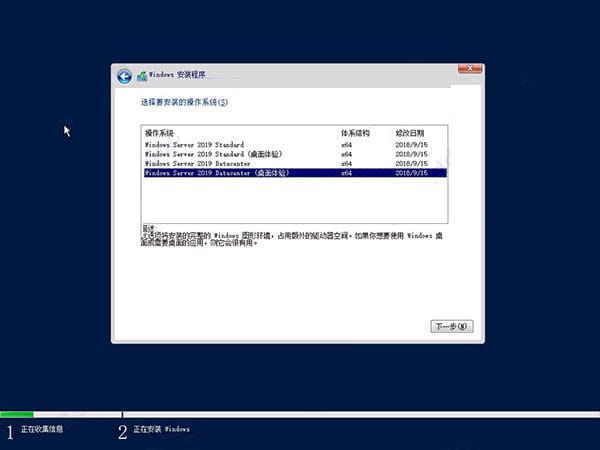 Windows 安装程序
选择要安装的操作系统(S)
操作系统 体系结构 修改日期
Windows Server 2019 Standard x64 2018/9/15
Windows Server 2019 Standard (桌面体验) x64 2018/9/15
Windows Server 2019 Datacenter x64 2018/9/15
Windows Server 2019 Datacenter (桌面体验) x64 2018/9/15
描述:
此选项将安装的完整的 Windows 图形环境，占用额外的驱动器空间。如果你想要使用 Windows 桌
面或需要桌面的应用，则它会很有用。
下一步(N)
1 正在收集信息 2 正在安装 Windows